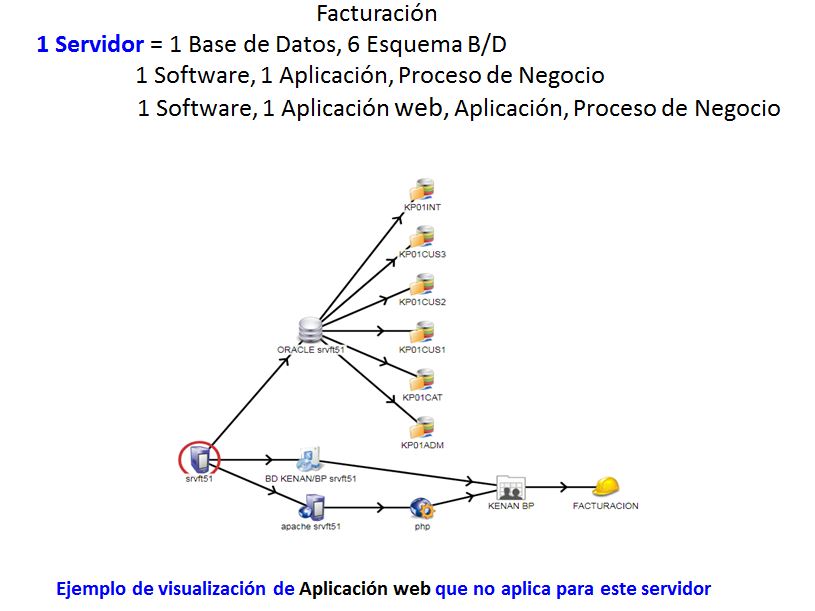 Facturación
1 Servidor = 1 Base de Datos, 6 Esquema B/D
1 Software, 1 Aplicación, Proceso de Negocio
1 Software, 1 Aplicación web, Aplicación, Proceso de Negocio
KP01INT
KP01CUS3
KP01CUS2
ORACLE srvft51
KP01CUS1
KP01CAT
KP01ADM
srvft51
BD KENAN/BP srvft51
KENAN BP
FACTURACION
apache srvft51
php
Ejemplo de visualización de Aplicación web que no aplica para este servidor